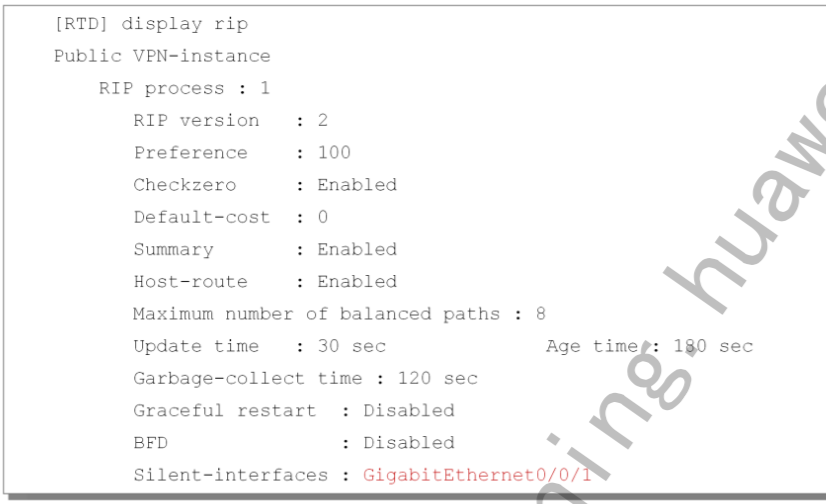 [RTD] display rip
Public VPN-instance
RIP process : 1
RIP version : 2
Preference : 100
Checkzero : Enabled
Default-cost : 0
Summary : Enabled
Host-route : Enabled
Maximum number of balanced paths : 8
Update time : 30 sec Age time : 180 sec
Garbage-collect time : 120 sec
Graceful restart : Disabled
BFD : Disabled
Silent-interfaces : GigabitEthernet0/0/1
ning.huawe